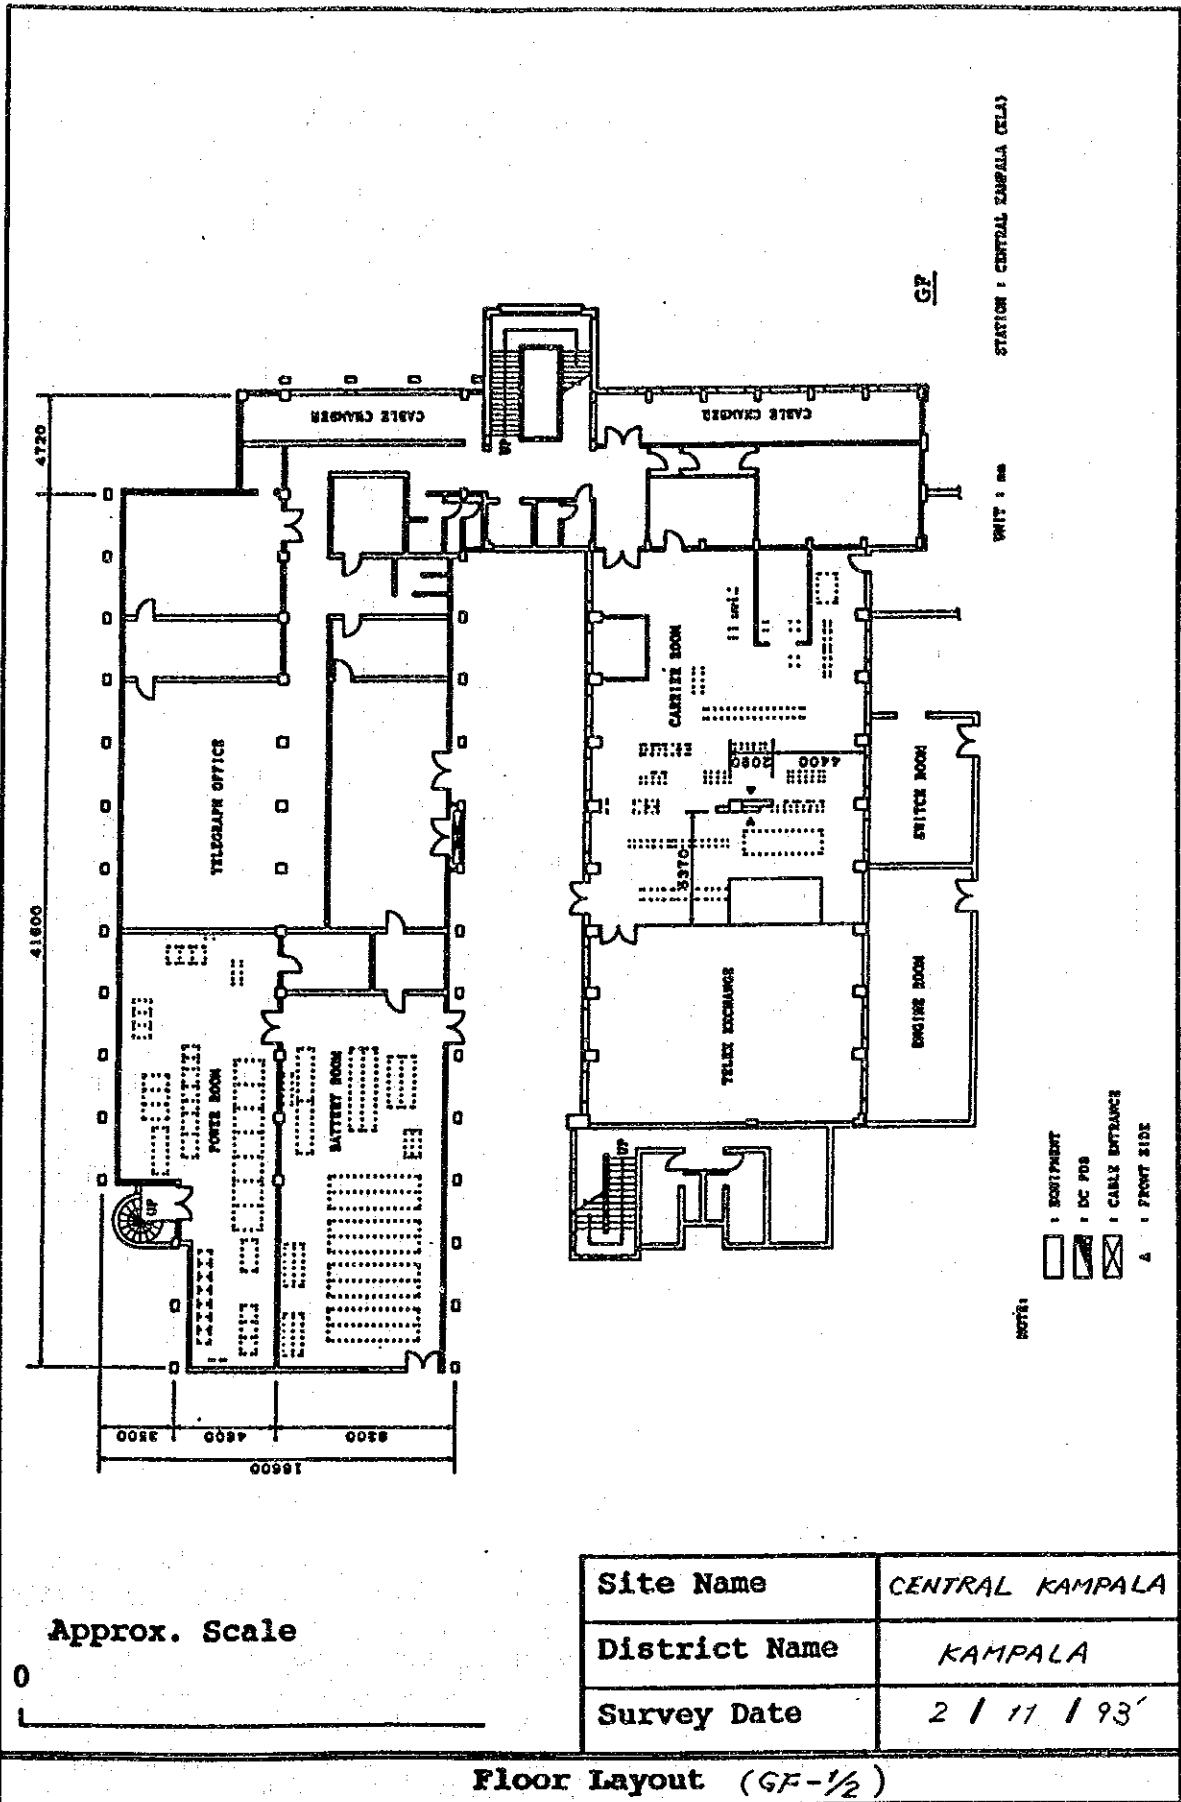 STATION : CENTRAL KAMPALA (KLA)
UNIT : mm
GF
4720
41600
CABLE CHAMBER
CABLE CHAMBER
UP
TELEGRAPH OFFICE
CARRIER ROOM
2090
4400
5370
SWITCH ROOM
POWER ROOM
BATTERY ROOM
TELEX EXCHANGE
ENGINE ROOM
UP
UP
3500
4800
16600
NOTE:
: EQUIPMENT
: DC PDB
: CABLE ENTRANCE
Δ : FRONT SIDE
Approx. Scale
0
Site Name CENTRAL KAMPALA
District Name KAMPALA
Survey Date 2 / 11 / 93'
Floor Layout (GF-1/2)